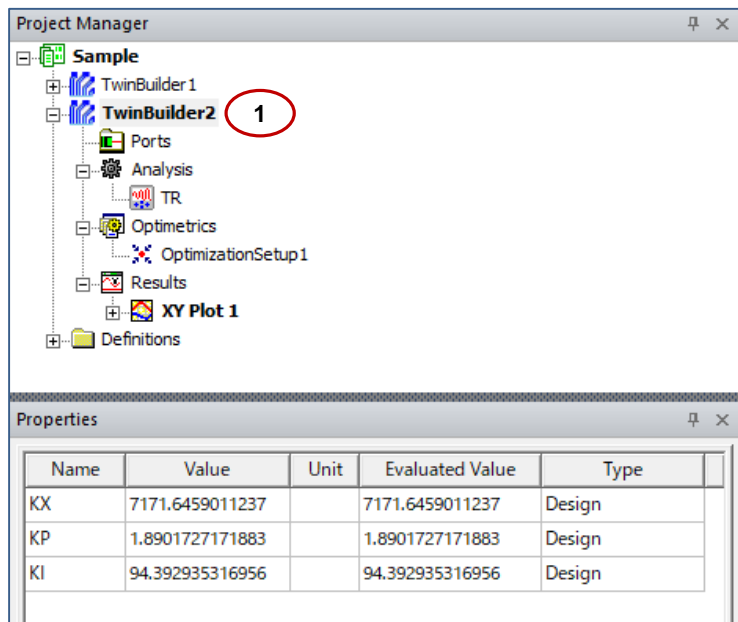 Project Manager
Sample
TwinBuilder1
TwinBuilder2 1
Ports
Analysis
TR
Optimetrics
OptimizationSetup1
Results
XY Plot 1
Definitions
Properties
Name Value Unit Evaluated Value Type
KX 7171.6459011237 7171.6459011237 Design
KP 1.8901727171883 1.8901727171883 Design
KI 94.392935316956 94.392935316956 Design